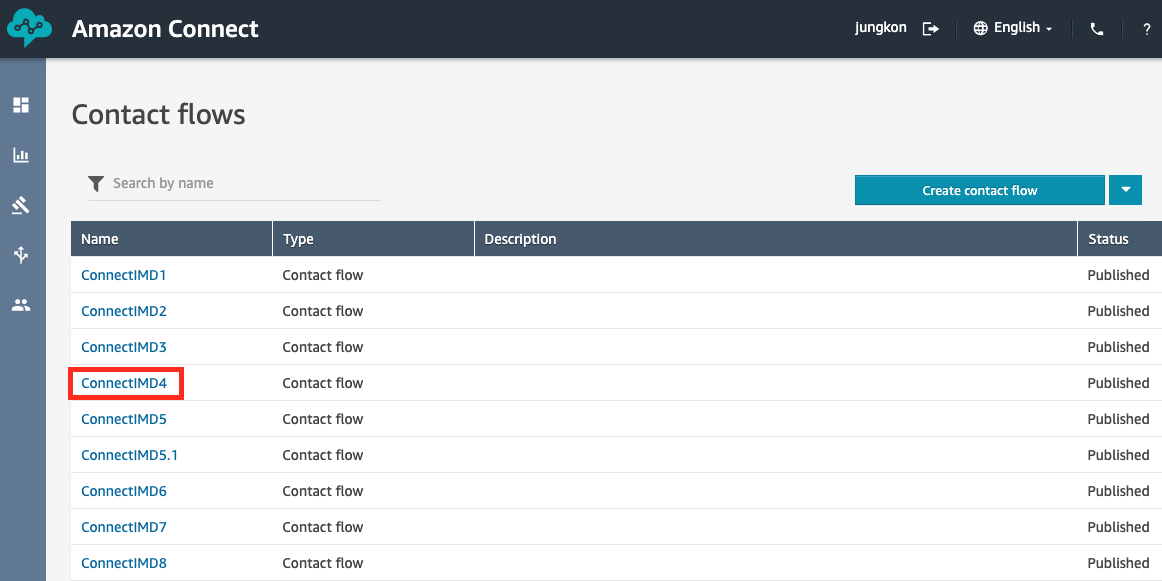 Amazon Connect
jungkon English ?
Contact flows
Search by name
Create contact flow
Name Type Description Status
ConnectIMD1 Contact flow Published
ConnectIMD2 Contact flow Published
ConnectIMD3 Contact flow Published
ConnectIMD4 Contact flow Published
ConnectIMD5 Contact flow Published
ConnectIMD5.1 Contact flow Published
ConnectIMD6 Contact flow Published
ConnectIMD7 Contact flow Published
ConnectIMD8 Contact flow Published